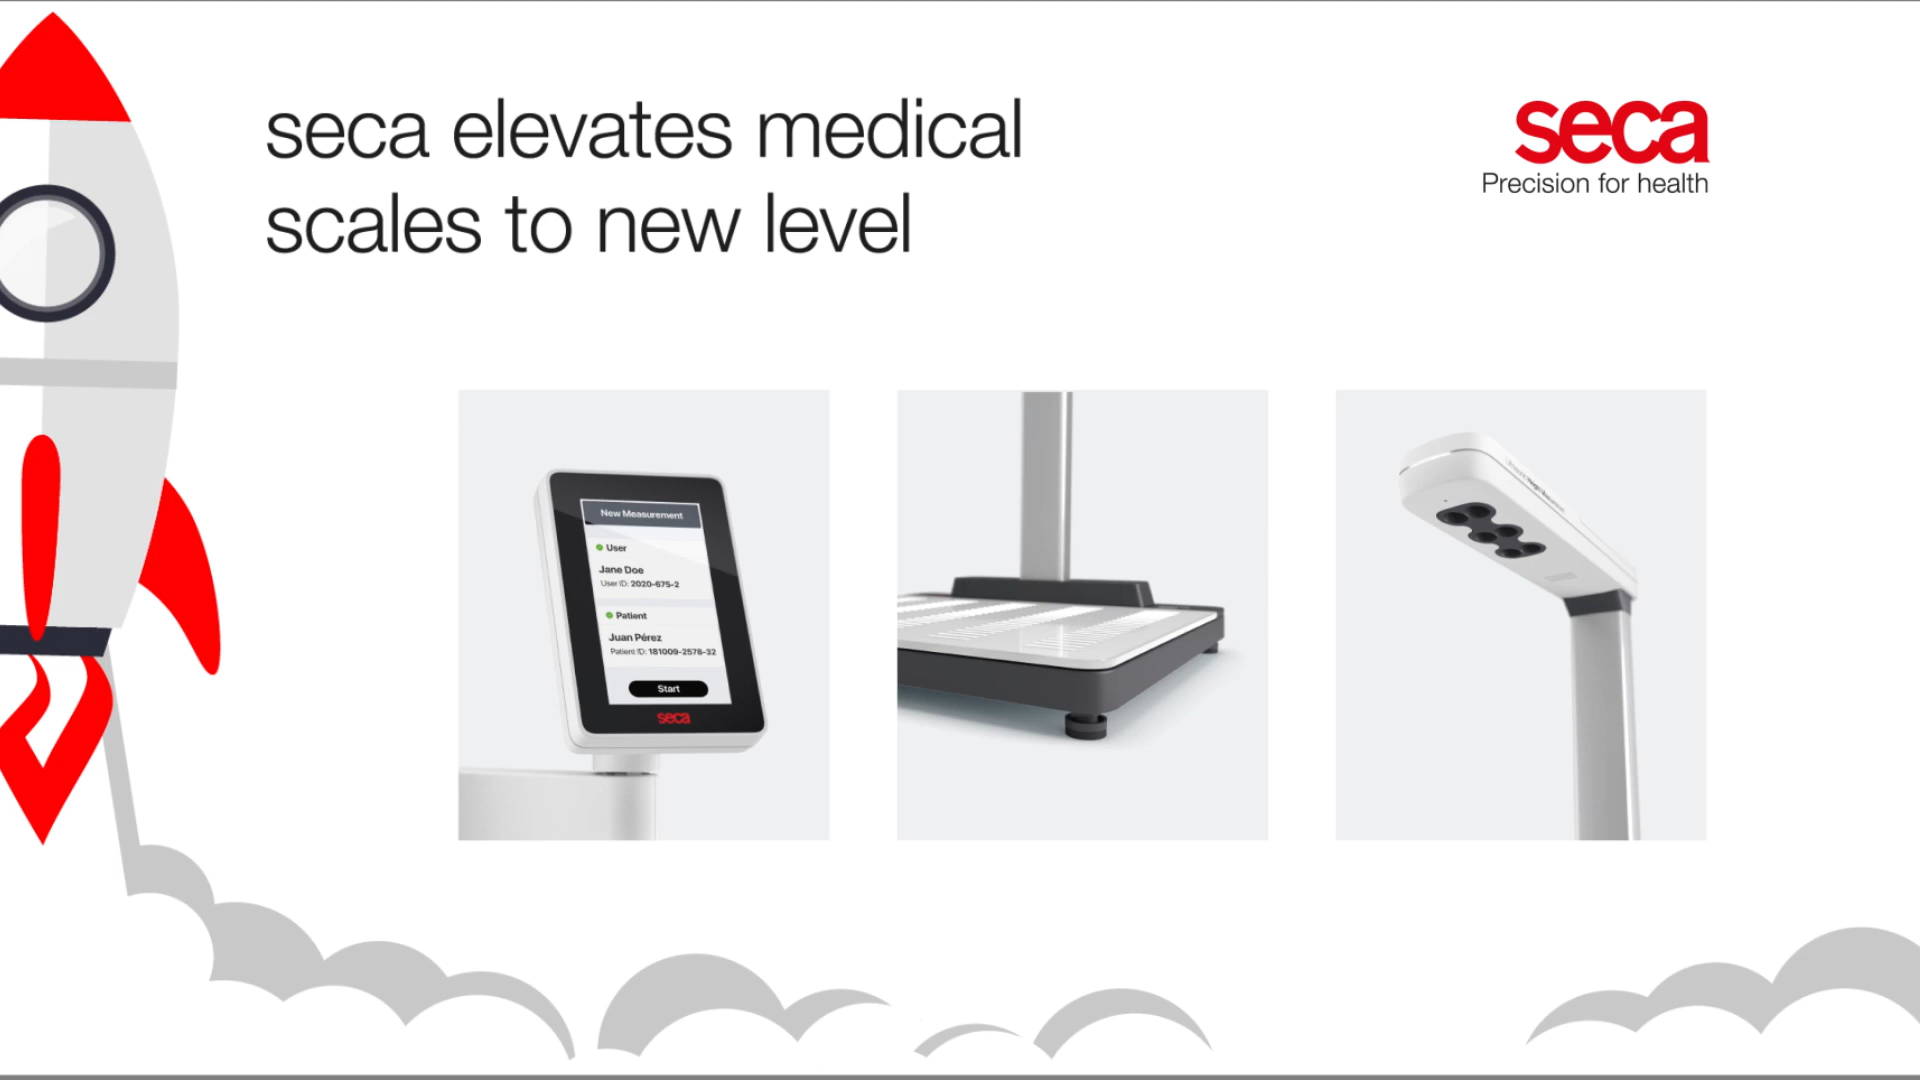 seca elevates medical
scales to new level
seca
Precision for health
New Measurement
User
Jane Doe
User ID: 2020-675-2
Patient
Juan Pérez
Patient ID: 181009-2578-32
Start
seca